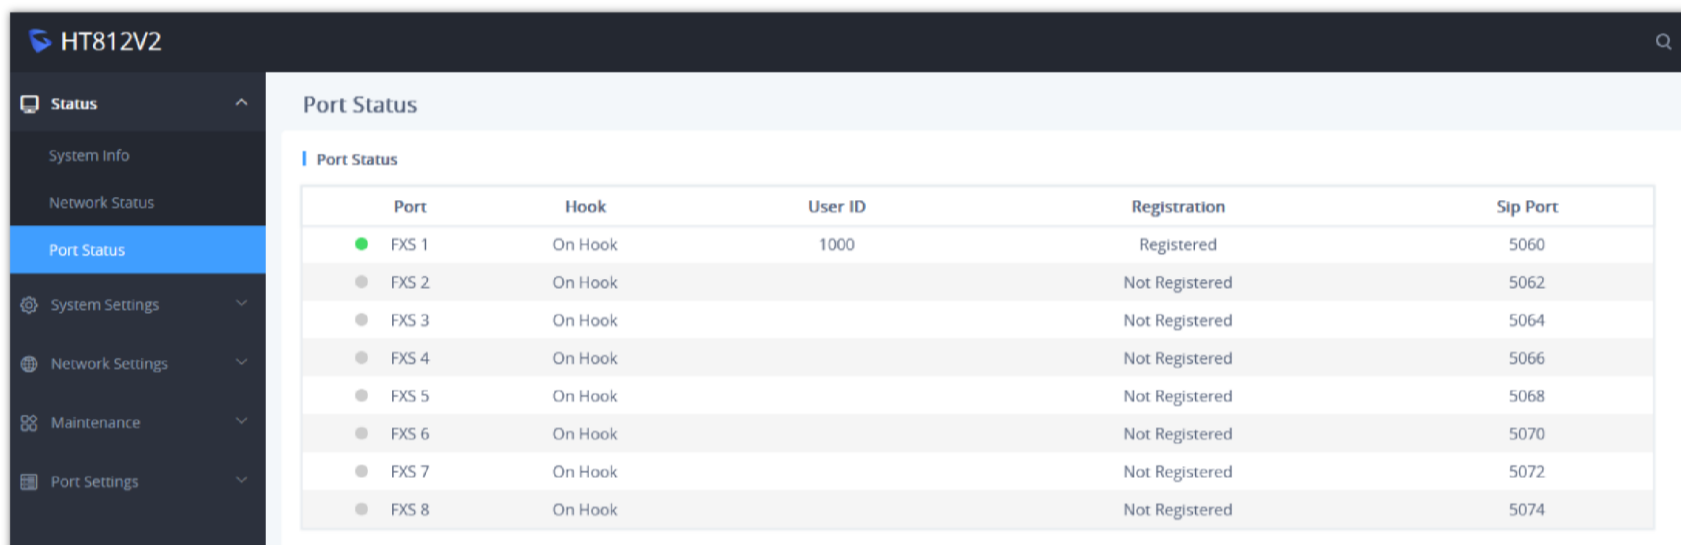 HT812V2
Status
System Info
Network Status
Port Status
System Settings
Network Settings
Maintenance
Port Settings
Port Status
Port Status
Port Hook User ID Registration Sip Port
FXS 1 On Hook 1000 Registered 5060
FXS 2 On Hook Not Registered 5062
FXS 3 On Hook Not Registered 5064
FXS 4 On Hook Not Registered 5066
FXS 5 On Hook Not Registered 5068
FXS 6 On Hook Not Registered 5070
FXS 7 On Hook Not Registered 5072
FXS 8 On Hook Not Registered 5074